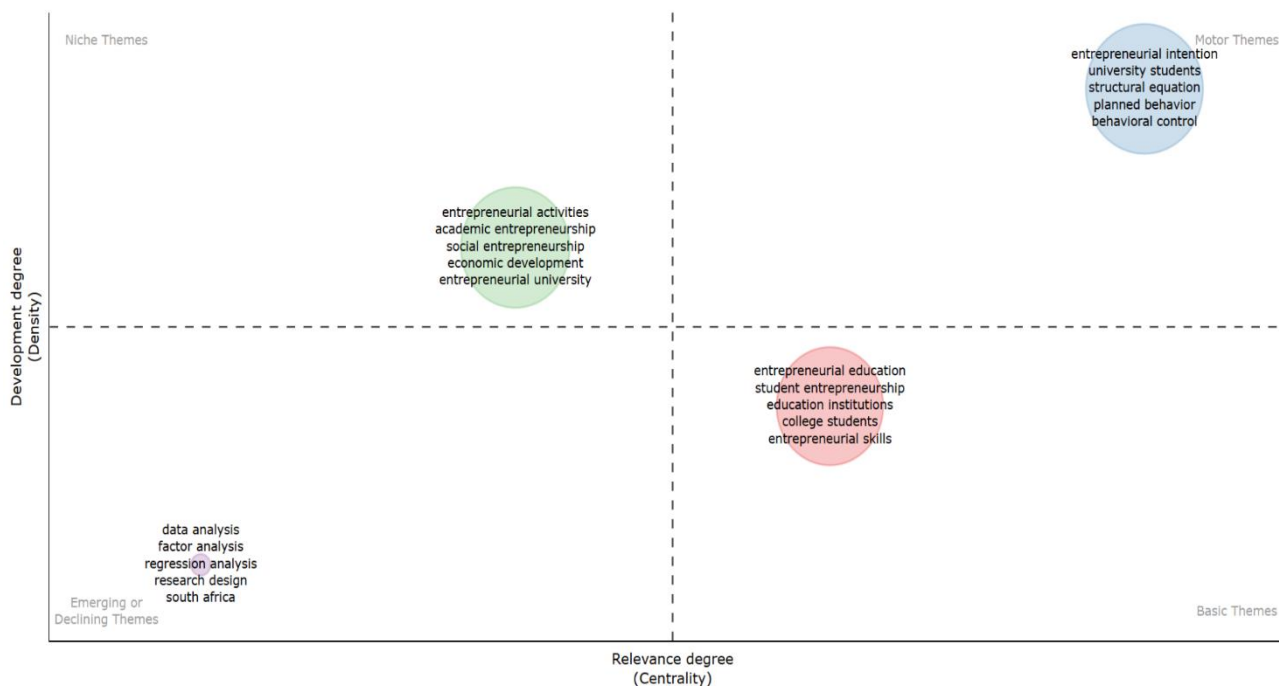 Niche Themes
Motor Themes
entrepreneurial intention
university students
structural equation
planned behavior
behavioral control
entrepreneurial activities
academic entrepreneurship
social entrepreneurship
economic development
entrepreneurial university
Development degree
(Density)
entrepreneurial education
student entrepreneurship
education institutions
college students
entrepreneurial skills
data analysis
factor analysis
regression analysis
research design
south africa
Emerging or
Declining Themes
Basic Themes
Relevance degree
(Centrality)